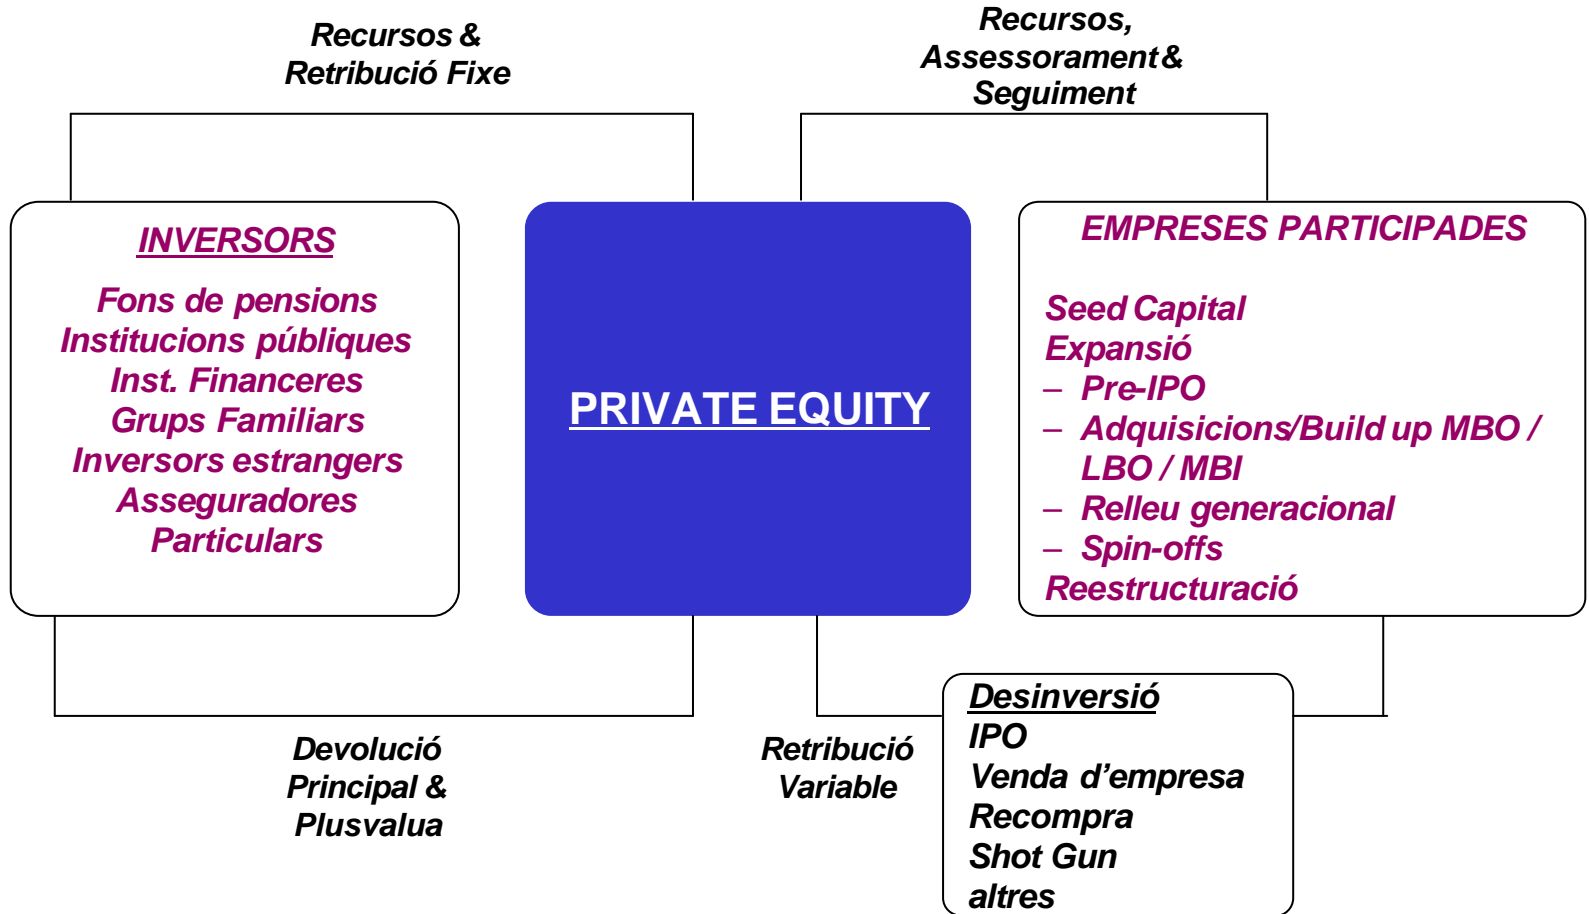 Recursos &
Retribució Fixe
Recursos,
Assessorament &
Seguiment
INVERSORS
Fons de pensions
Institucions públiques
Inst. Financeres
Grups Familiars
Inversors estrangers
Asseguradores
Particulars
PRIVATE EQUITY
EMPRESES PARTICIPADES
Seed Capital
Expansió
– Pre-IPO
– Adquisicions/Build up MBO /
LBO / MBI
– Relleu generacional
– Spin-offs
Reestructuració
Devolució
Principal &
Plusvalua
Retribució
Variable
Desinversió
IPO
Venda d’empresa
Recompra
Shot Gun
altres